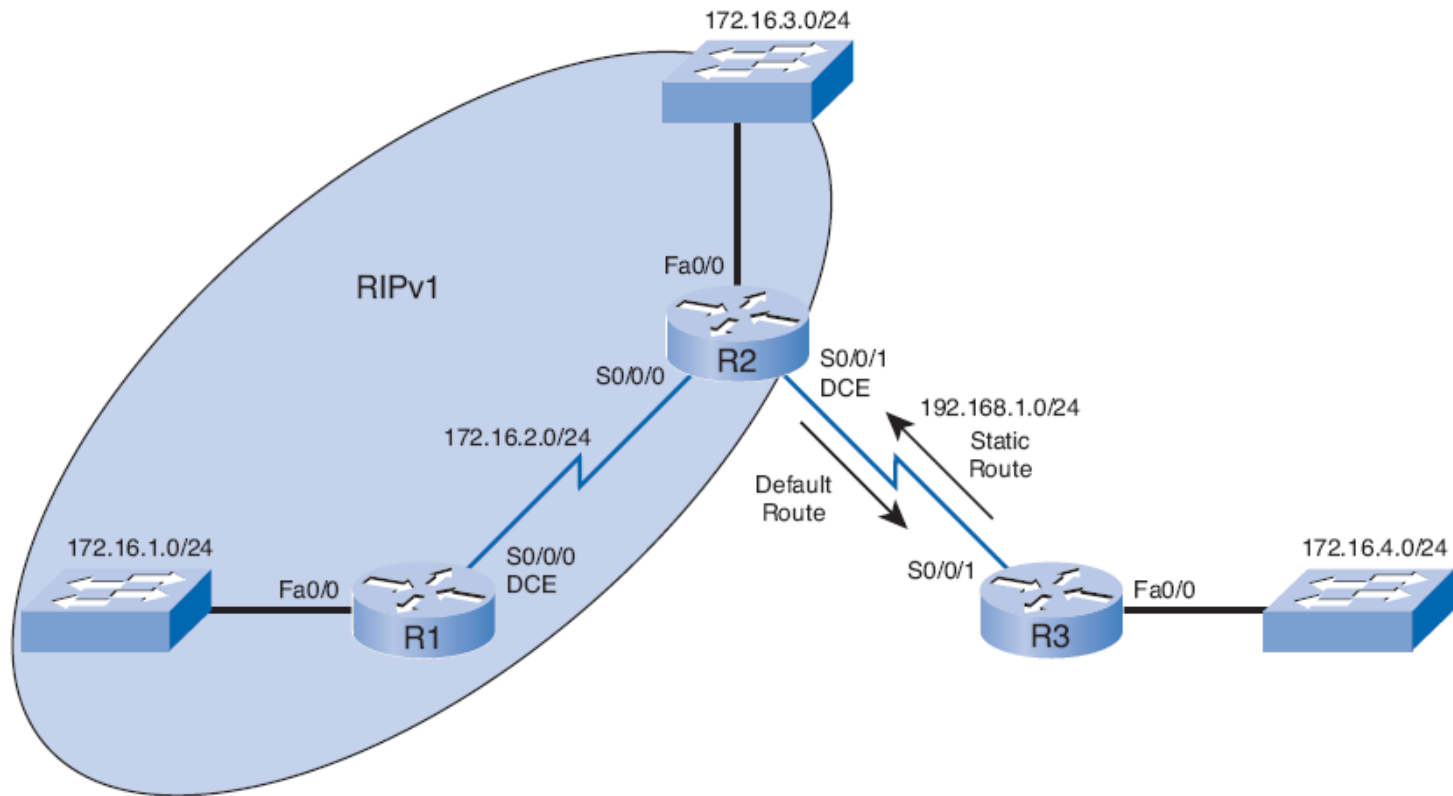 172.16.3.0/24
RIPv1
Fa0/0
R2
S0/0/0
S0/0/1
DCE
172.16.2.0/24
192.168.1.0/24
Static
Route
Default
Route
172.16.1.0/24
Fa0/0
R1
S0/0/0
DCE
S0/0/1
R3
Fa0/0
172.16.4.0/24